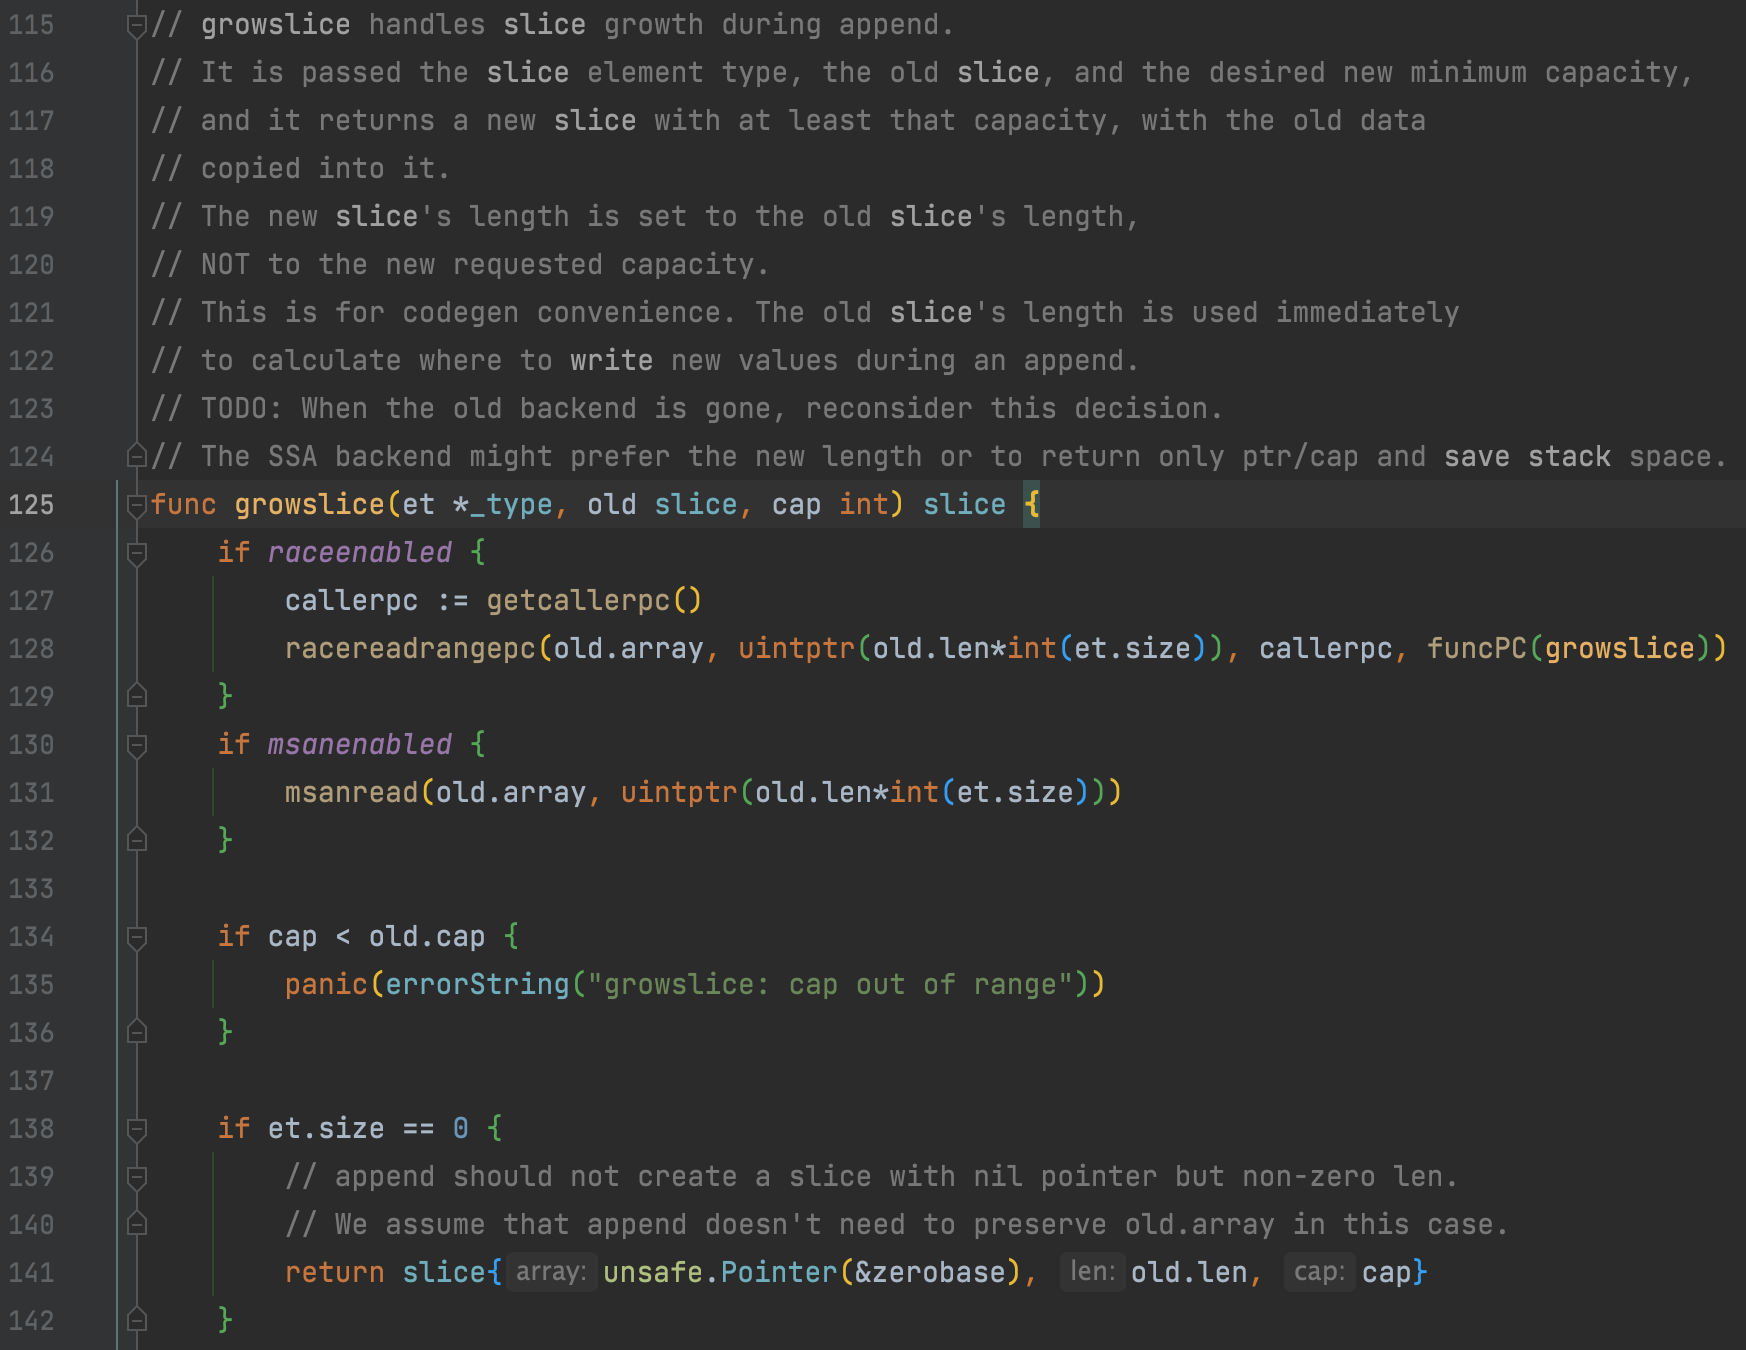 115 // growslice handles slice growth during append.
116 // It is passed the slice element type, the old slice, and the desired new minimum capacity,
117 // and it returns a new slice with at least that capacity, with the old data
118 // copied into it.
119 // The new slice's length is set to the old slice's length,
120 // NOT to the new requested capacity.
121 // This is for codegen convenience. The old slice's length is used immediately
122 // to calculate where to write new values during an append.
123 // TODO: When the old backend is gone, reconsider this decision.
124 // The SSA backend might prefer the new length or to return only ptr/cap and save stack space.
125 func growslice(et *_type, old slice, cap int) slice {
126     if raceenabled {
127         callerpc := getcallerpc()
128         racereadrangepc(old.array, uintptr(old.len*int(et.size)), callerpc, funcPC(growslice))
129     }
130     if msanenabled {
131         msanread(old.array, uintptr(old.len*int(et.size)))
132     }
133
134     if cap < old.cap {
135         panic(errorString("growslice: cap out of range"))
136     }
137
138     if et.size == 0 {
139         // append should not create a slice with nil pointer but non-zero len.
140         // We assume that append doesn't need to preserve old.array in this case.
141         return slice{ array: unsafe.Pointer(&zerobase), len: old.len, cap: cap}
142     }